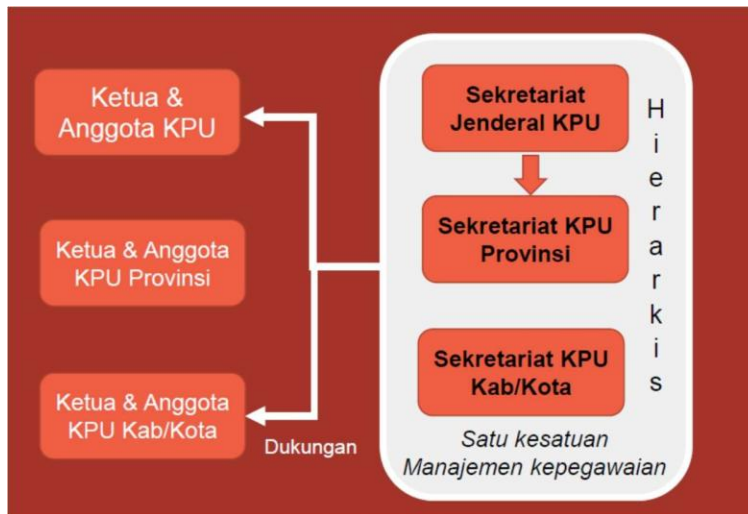 Ketua &
Anggota KPU
Ketua & Anggota
KPU Provinsi
Ketua & Anggota
KPU Kab/Kota
Dukungan
Sekretariat
Jenderal KPU
Sekretariat KPU
Provinsi
Sekretariat KPU
Kab/Kota
Satu kesatuan
Manajemen kepegawaian
Hierarkis